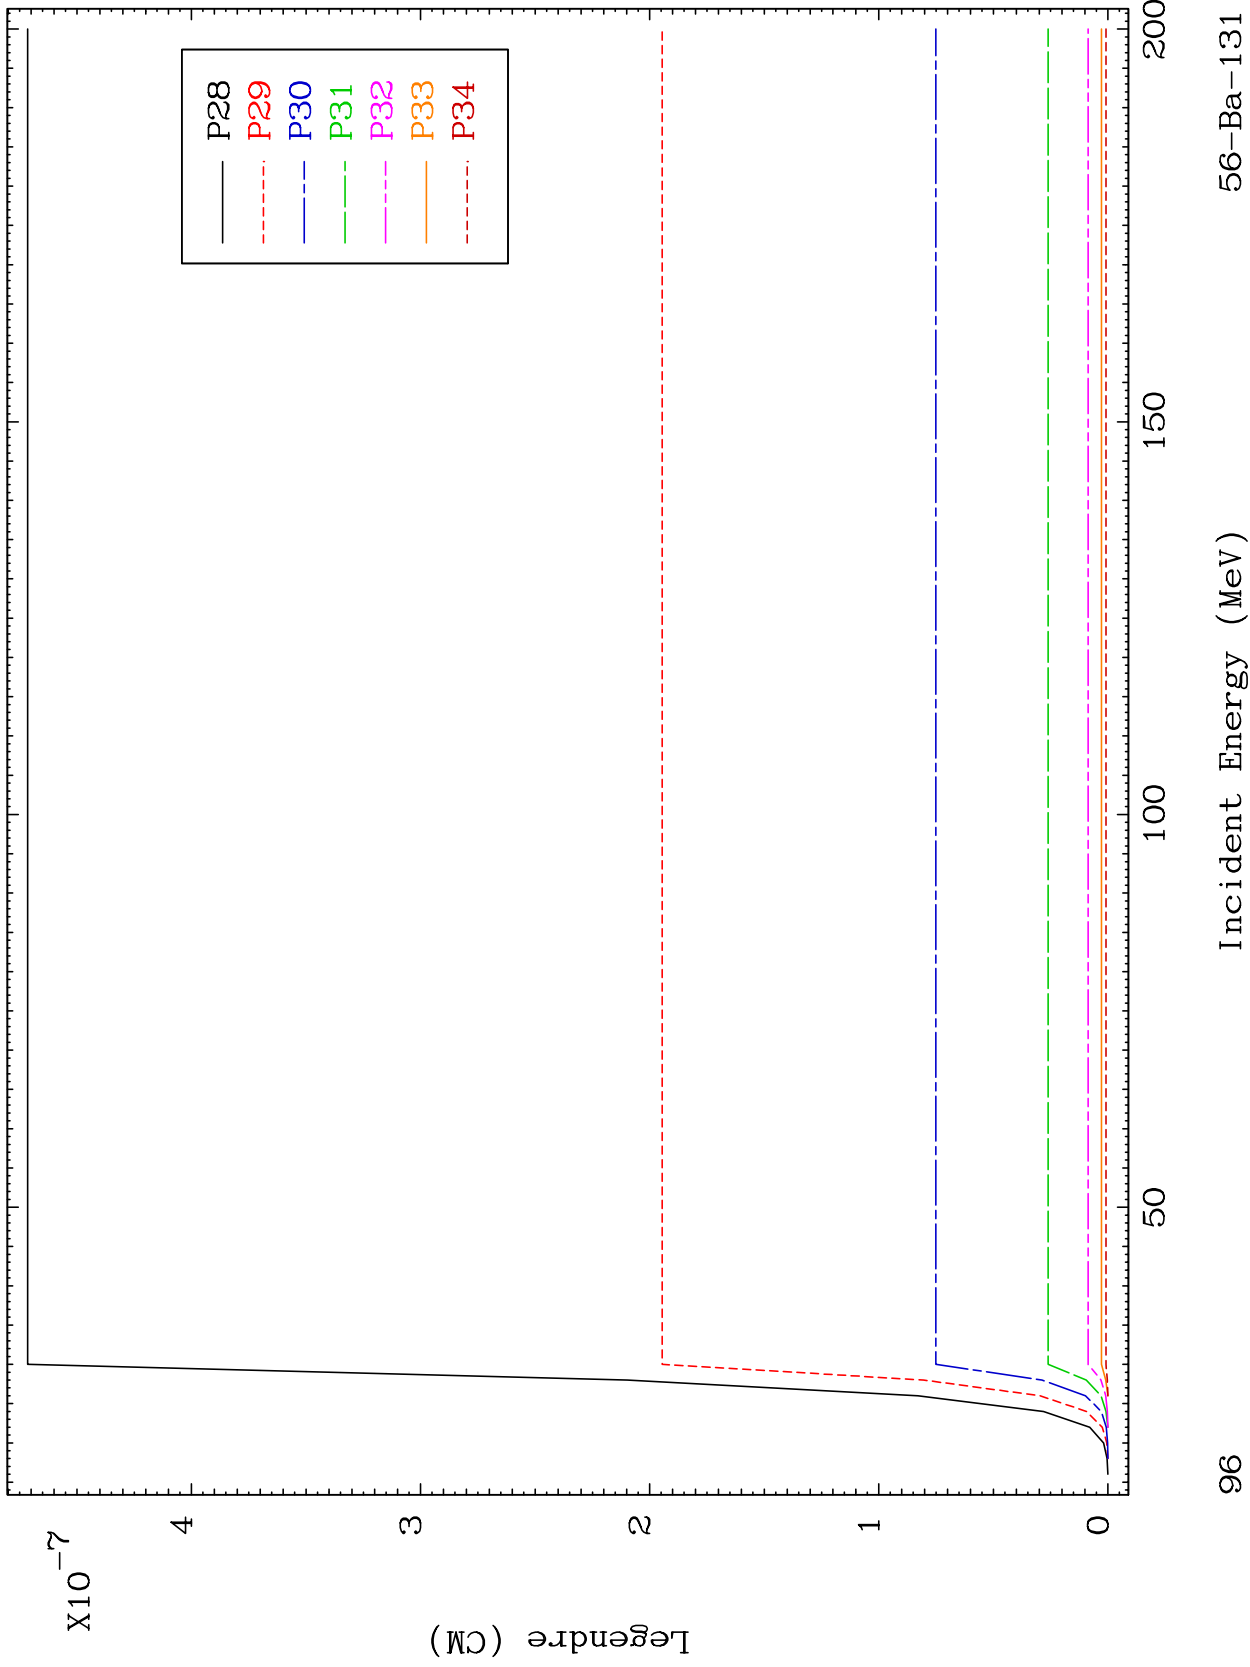 X10-7
Legendre (CM)
4
3
2
1
0
P28
P29
P30
P31
P32
P33
P34
50
100
150
200
Incident Energy (MeV)
96
56-Ba-131